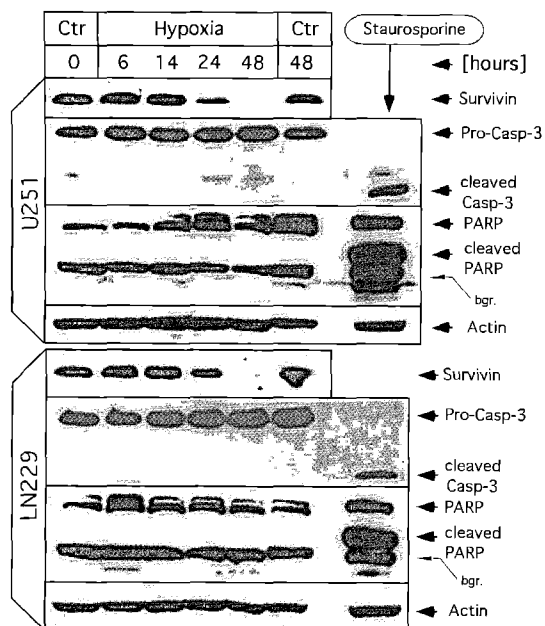 Ctr Hypoxia Ctr Staurosporine
0 6 14 24 48 48 [hours]
U251
Survivin
Pro-Casp-3
cleaved
Casp-3
PARP
cleaved
PARP
bgr.
Actin
LN229
Survivin
Pro-Casp-3
cleaved
Casp-3
PARP
cleaved
PARP
bgr.
Actin